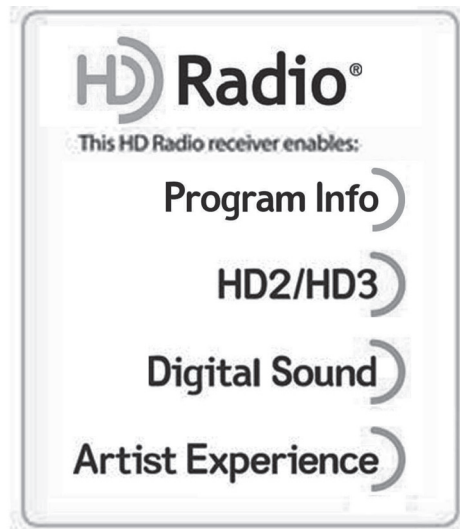 HD Radio®
This HD Radio receiver enables:
Program Info
HD2/HD3
Digital Sound
Artist Experience